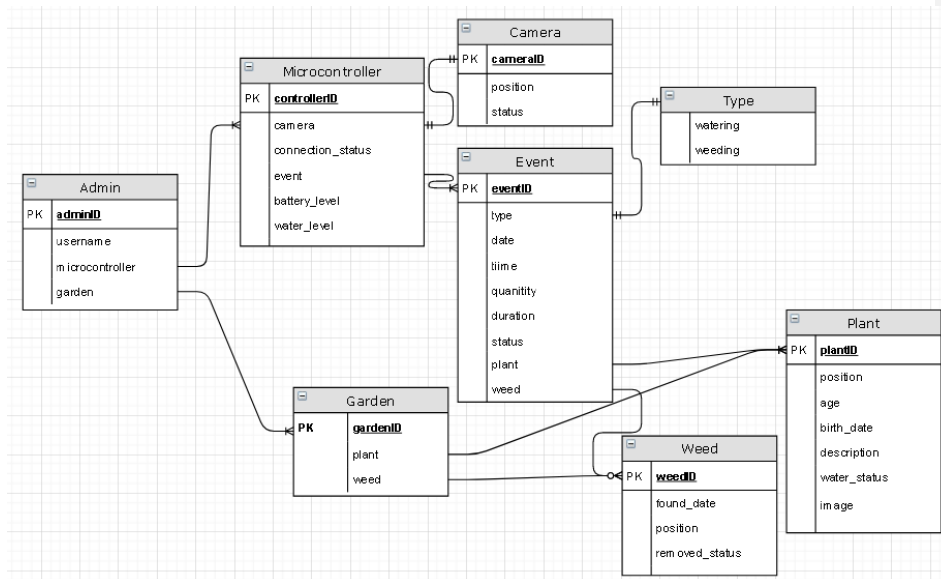 Camera
PK cameraID
position
status
Microcontroller
PK controllerID
camera
connection_status
event
battery_level
water_level
Type
watering
weeding
Event
PK eventID
type
date
tiime
quanitity
duration
status
plant
weed
Admin
PK adminID
username
microcontroller
garden
Plant
PK plantID
position
age
birth_date
description
water_status
image
Garden
PK gardenID
plant
weed
Weed
PK weedID
found_date
position
removed_status